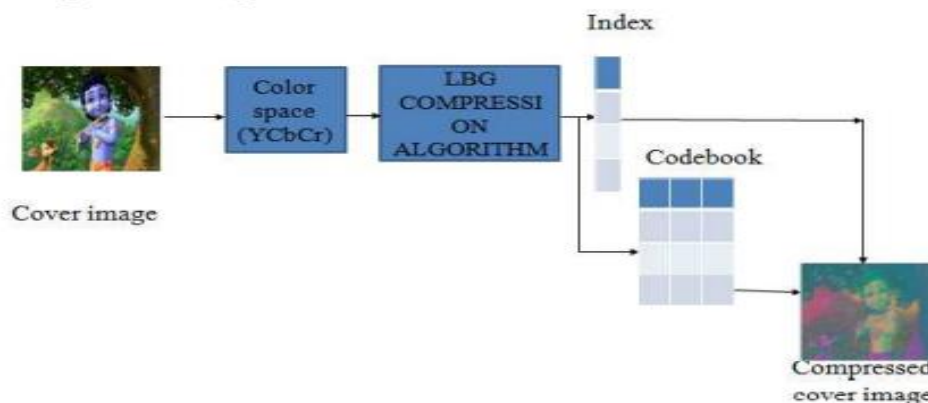 Index
Color
space
(YCbCr)
LBG
COMPRESSI
ON
ALGORITHM
Codebook
Cover image
Compressed
cover image